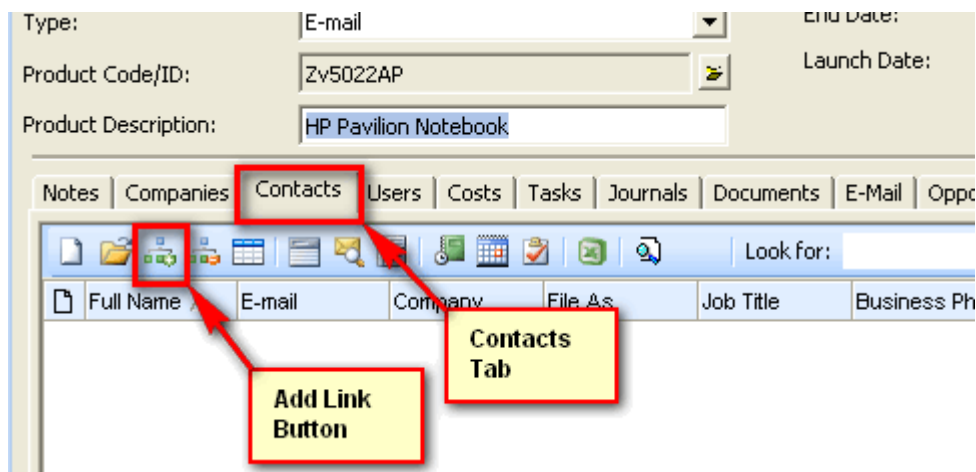 Type: E-mail End Date:
Product Code/ID: Zv5022AP Launch Date:
Product Description: HP Pavilion Notebook
Notes Companies Contacts Users Costs Tasks Journals Documents E-Mail Oppo
Look for:
Full Name E-mail Company File As Job Title Business Ph
Contacts
Tab
Add Link
Button